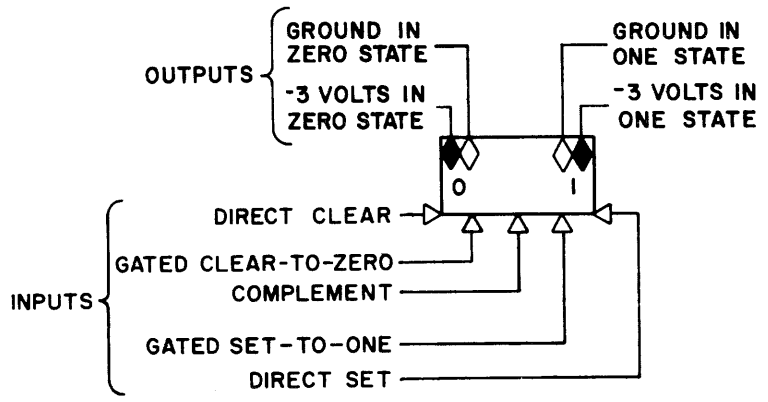 GROUND IN
ZERO STATE
GROUND IN
ONE STATE
OUTPUTS
-3 VOLTS IN
ZERO STATE
-3 VOLTS IN
ONE STATE
0
1
DIRECT CLEAR
GATED CLEAR-TO-ZERO
COMPLEMENT
INPUTS
GATED SET-TO-ONE
DIRECT SET